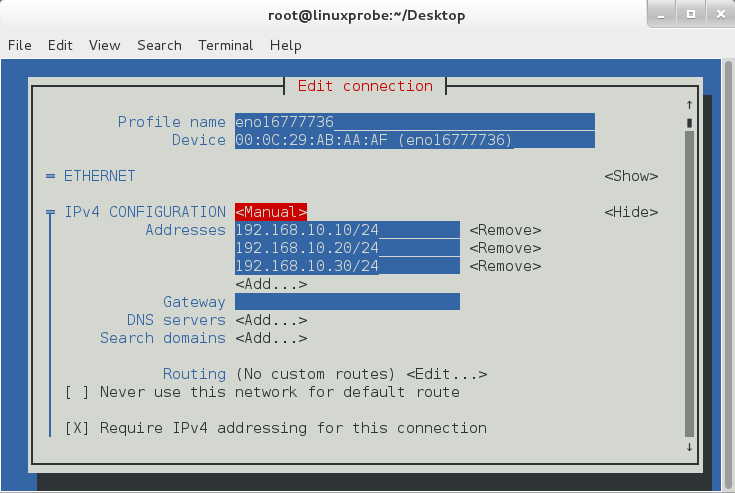 root@linuxprobe:~/Desktop
File Edit View Search Terminal Help
Edit connection
Profile name eno16777736
Device 00:0C:29:AB:AA:AF (eno16777736)
ETHERNET <Show>
IPv4 CONFIGURATION <Manual> <Hide>
Addresses 192.168.10.10/24 <Remove>
192.168.10.20/24 <Remove>
192.168.10.30/24 <Remove>
<Add...>
Gateway
DNS servers <Add...>
Search domains <Add...>
Routing (No custom routes) <Edit...>
[ ] Never use this network for default route
[X] Require IPv4 addressing for this connection